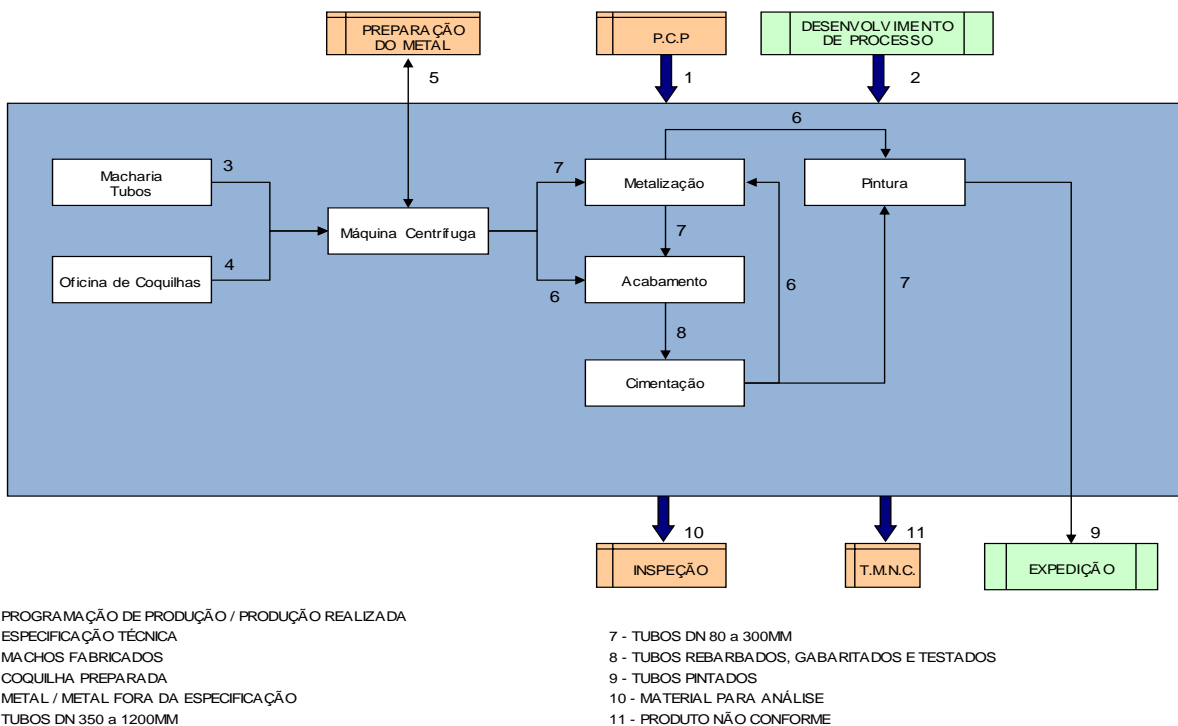 PREPARAÇÃO
DO METAL
P.C.P
DESENVOLVIMENTO
DE PROCESSO
5
1
2
6
Macharia
Tubos
3
7
Metalização
Pintura
Máquina Centrífuga
7
Oficina de Coquilhas
4
6
Acabamento
6
7
8
Cimentação
10
11
9
INSPEÇÃO
T.M.N.C.
EXPEDIÇÃO
PROGRAMAÇÃO DE PRODUÇÃO / PRODUÇÃO REALIZADA
ESPECIFICAÇÃO TÉCNICA
MACHOS FABRICADOS
COQUILHA PREPARADA
METAL / METAL FORA DA ESPECIFICAÇÃO
TUBOS DN 350 a 1200MM
7 - TUBOS DN 80 a 300MM
8 - TUBOS REBARBADOS, GABARITADOS E TESTADOS
9 - TUBOS PINTADOS
10 - MATERIAL PARA ANÁLISE
11 - PRODUTO NÃO CONFORME